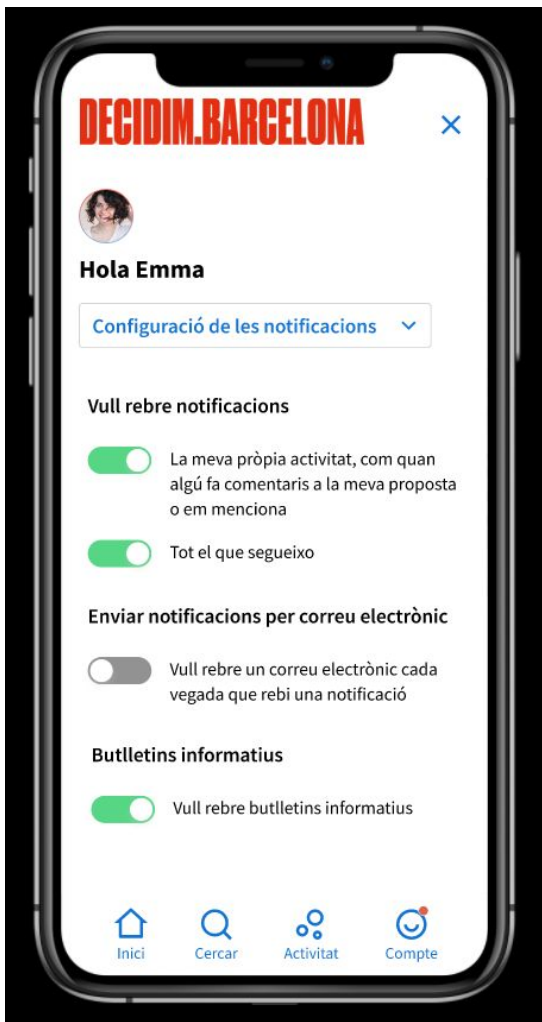 DECIDIM.BARCELONA
Hola Emma
Configuració de les notificacions
Vull rebre notificacions
La meva pròpia activitat, com quan
algú fa comentaris a la meva proposta
o em menciona
Tot el que segueixo
Enviar notificacions per correu electrònic
Vull rebre un correu electrònic cada
vegada que rebi una notificació
Butlletins informatius
Vull rebre butlletins informatius
Inici
Cercar
Activitat
Compte